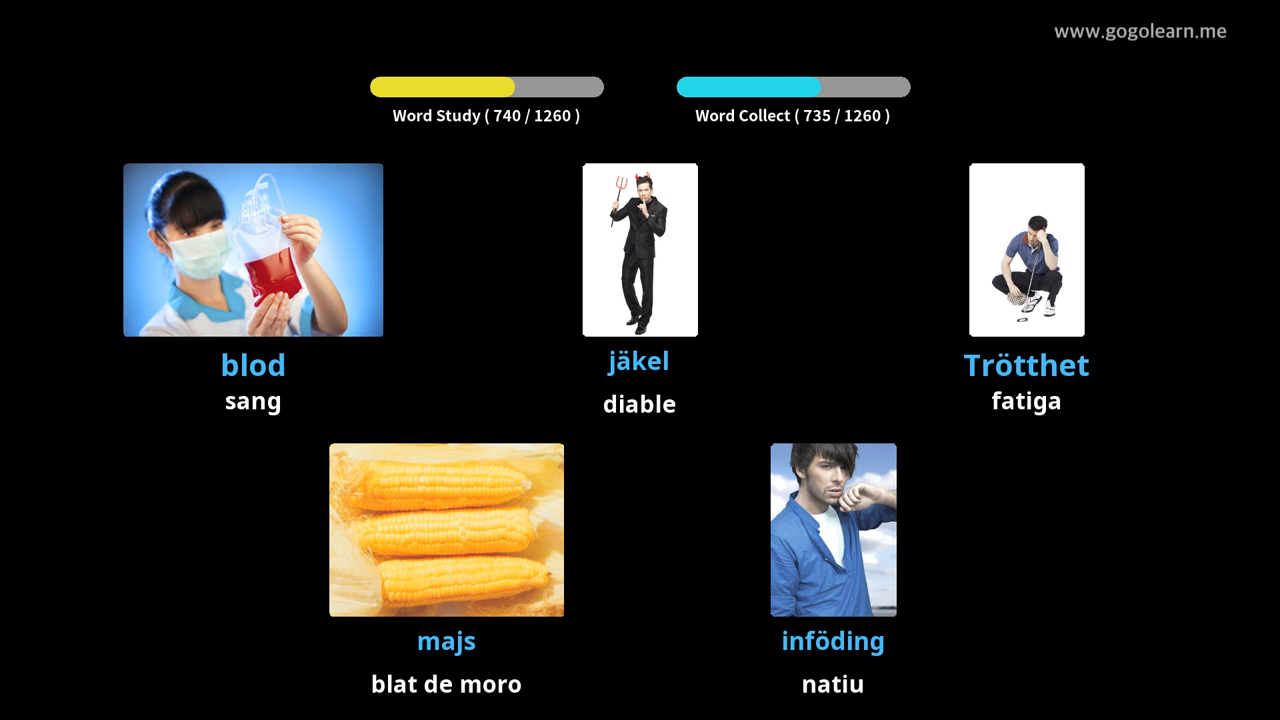 www.gogolearn.me
Word Study ( 740 / 1260 )
Word Collect ( 735 / 1260 )
blod
sang
jäkel
diable
Trötthet
fatiga
majs
blat de moro
inföding
natiu